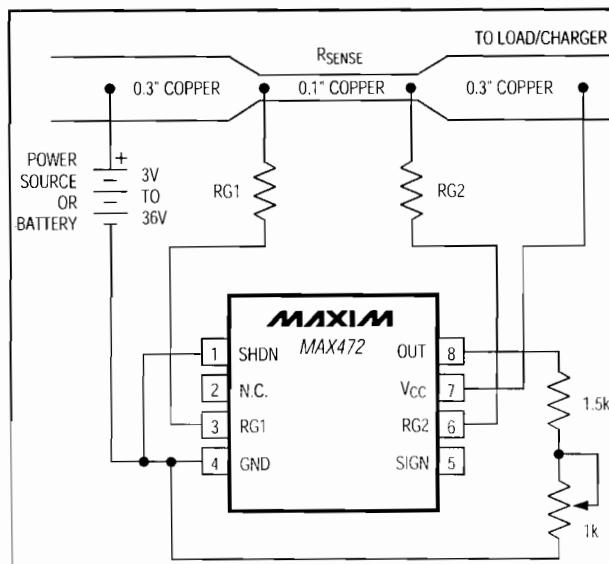 TO LOAD/CHARGER
RSENSE
0.3" COPPER
0.1" COPPER
0.3" COPPER
POWER
SOURCE
OR
BATTERY
+
3V
TO
36V
RG1
RG2
MAXIM
MAX472
1 SHDN
2 N.C.
3 RG1
4 GND
OUT 8
VCC 7
RG2 6
SIGN 5
1.5k
1k